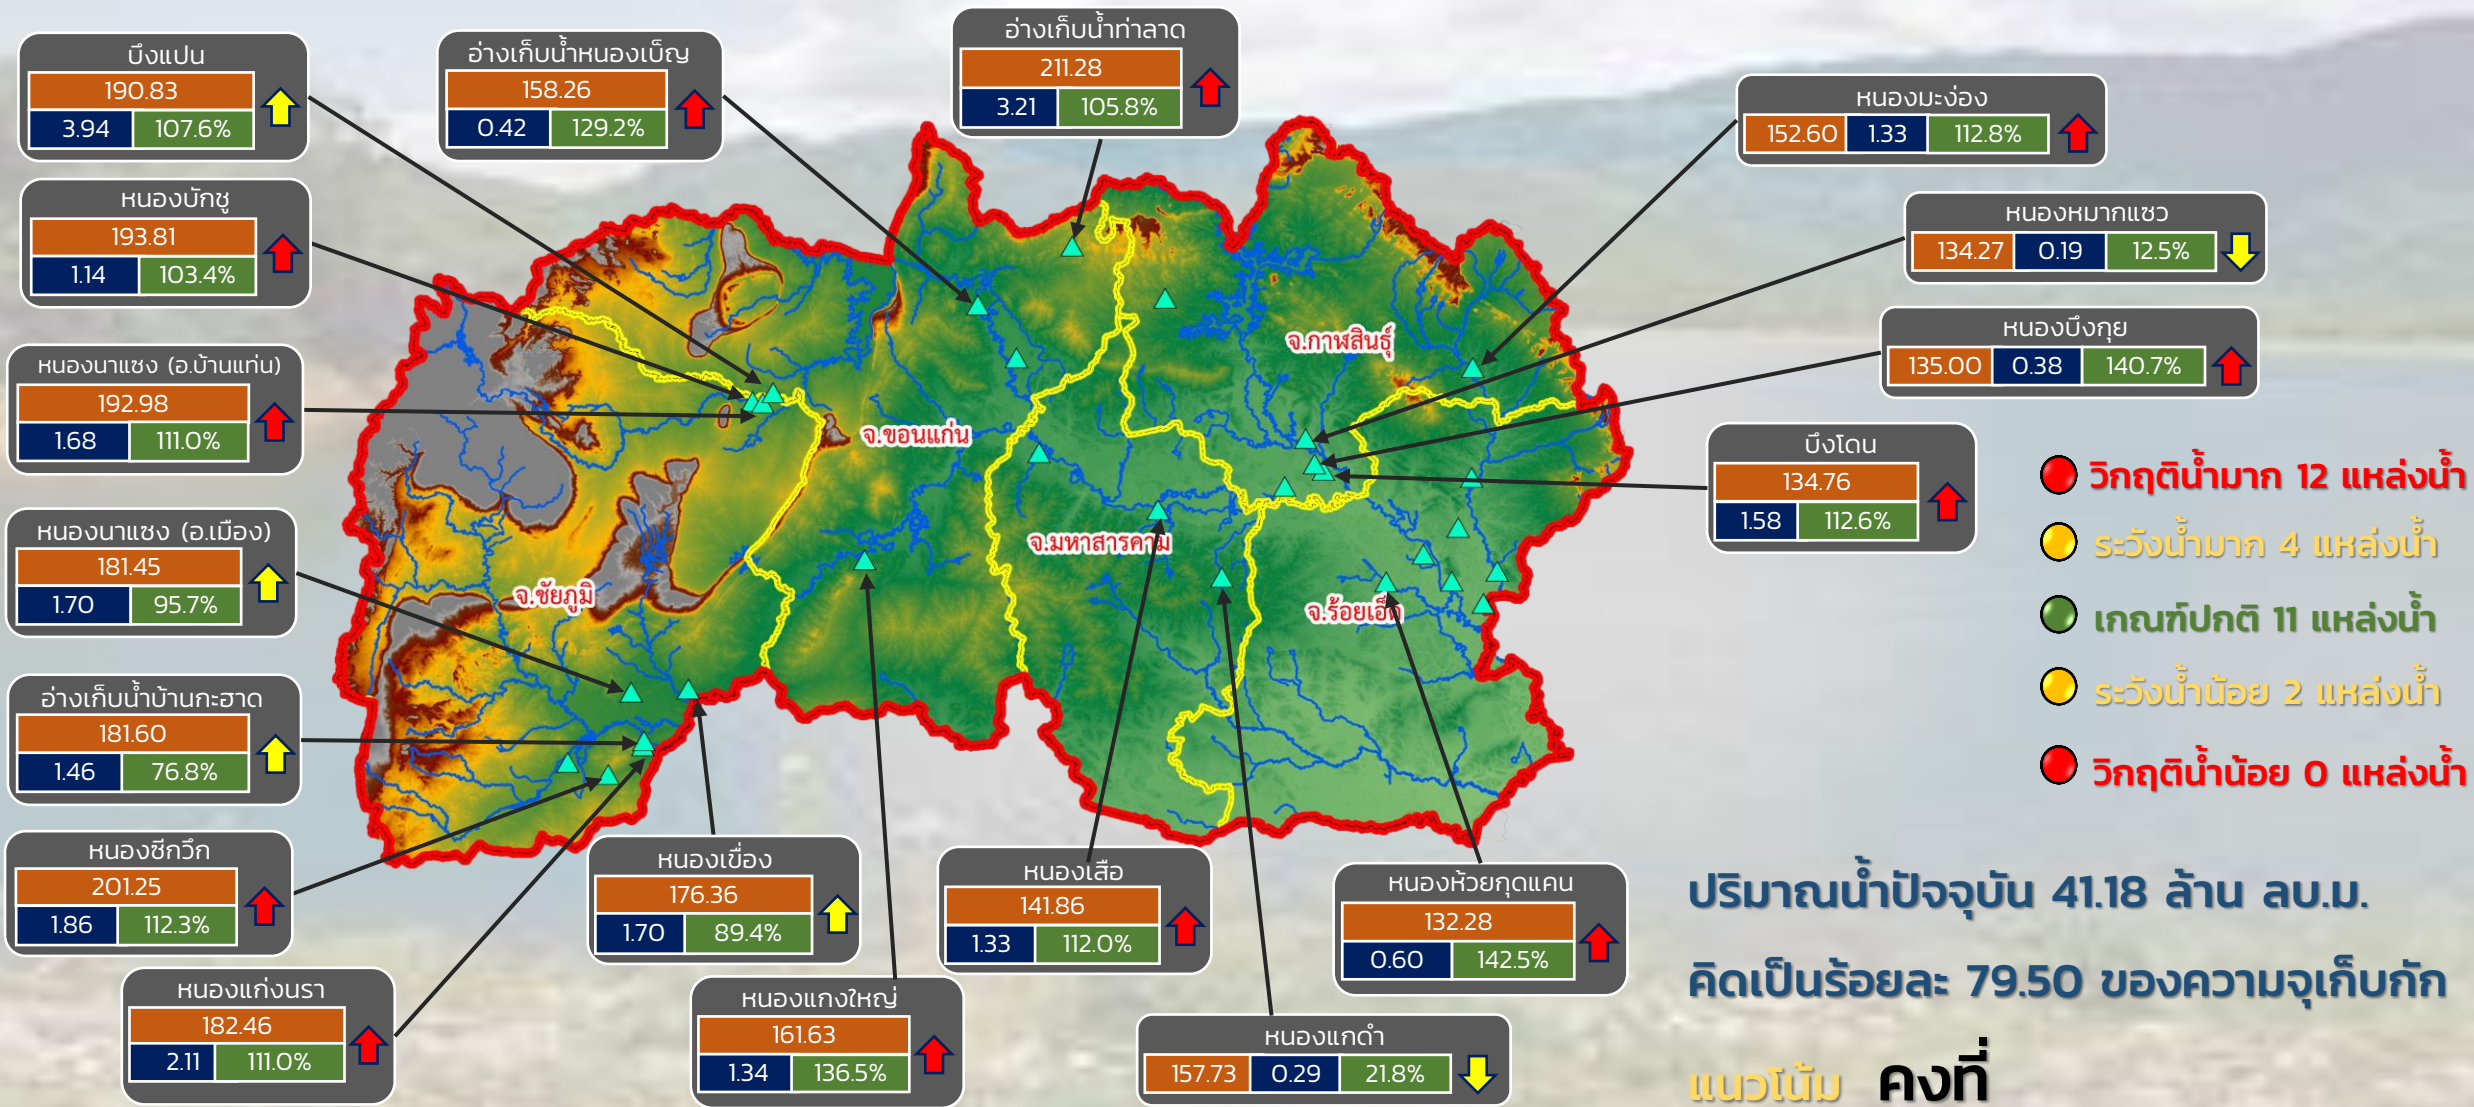 บึงแปน
190.83
3.94 107.6%
อ่างเก็บน้ำหนองเบ็ญ
158.26
0.42 129.2%
อ่างเก็บน้ำท่าลาด
211.28
3.21 105.8%
หนองมะง่อง
152.60 1.33 112.8%
หนองบักชู
193.81
1.14 103.4%
หนองหมากแซว
134.27 0.19 12.5%
หนองบึงกุย
135.00 0.38 140.7%
หนองนาแซง (อ.บ้านแท่น)
192.98
1.68 111.0%
บึงโดน
134.76
1.58 112.6%
หนองนาแซง (อ.เมือง)
181.45
1.70 95.7%
อ่างเก็บน้ำบ้านกะฮาด
181.60
1.46 76.8%
หนองซึกวึก
201.25
1.86 112.3%
หนองแก่งนรา
182.46
2.11 111.0%
หนองเขื่อง
176.36
1.70 89.4%
หนองแกงใหญ่
161.63
1.34 136.5%
หนองเสือ
141.86
1.33 112.0%
หนองแกดำ
157.73 0.29 21.8%
หนองห้วยกุดแคน
132.28
0.60 142.5%
จ.กาฬสินธุ์
จ.ขอนแก่น
จ.มหาสารคาม
จ.ชัยภูมิ
จ.ร้อยเอ็ด
วิกฤติน้ำมาก 12 แหล่งน้ำ
ระวังน้ำมาก 4 แหล่งน้ำ
เกณฑ์ปกติ 11 แหล่งน้ำ
ระวังน้ำน้อย 2 แหล่งน้ำ
วิกฤติน้ำน้อย 0 แหล่งน้ำ
ปริมาณน้ำปัจจุบัน 41.18 ล้าน ลบ.ม.
คิดเป็นร้อยละ 79.50 ของความจุเก็บกัก
แนวโน้ม คงที่